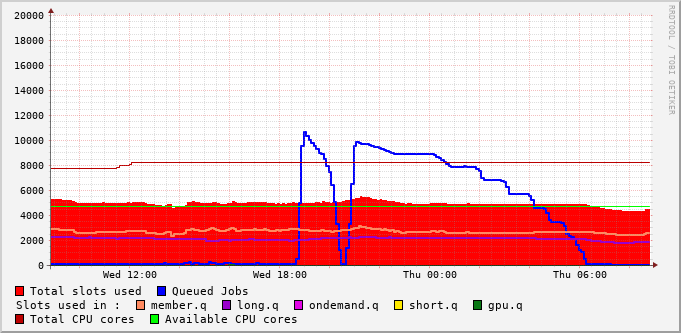 20000
18000
16000
14000
12000
10000
8000
6000
4000
2000
0
Wed 12:00 Wed 18:00 Thu 00:00 Thu 06:00
Total slots used Queued Jobs
Slots used in : member.q long.q ondemand.q short.q gpu.q
Total CPU cores Available CPU cores
RRDTOOL / TOBI OETIKER